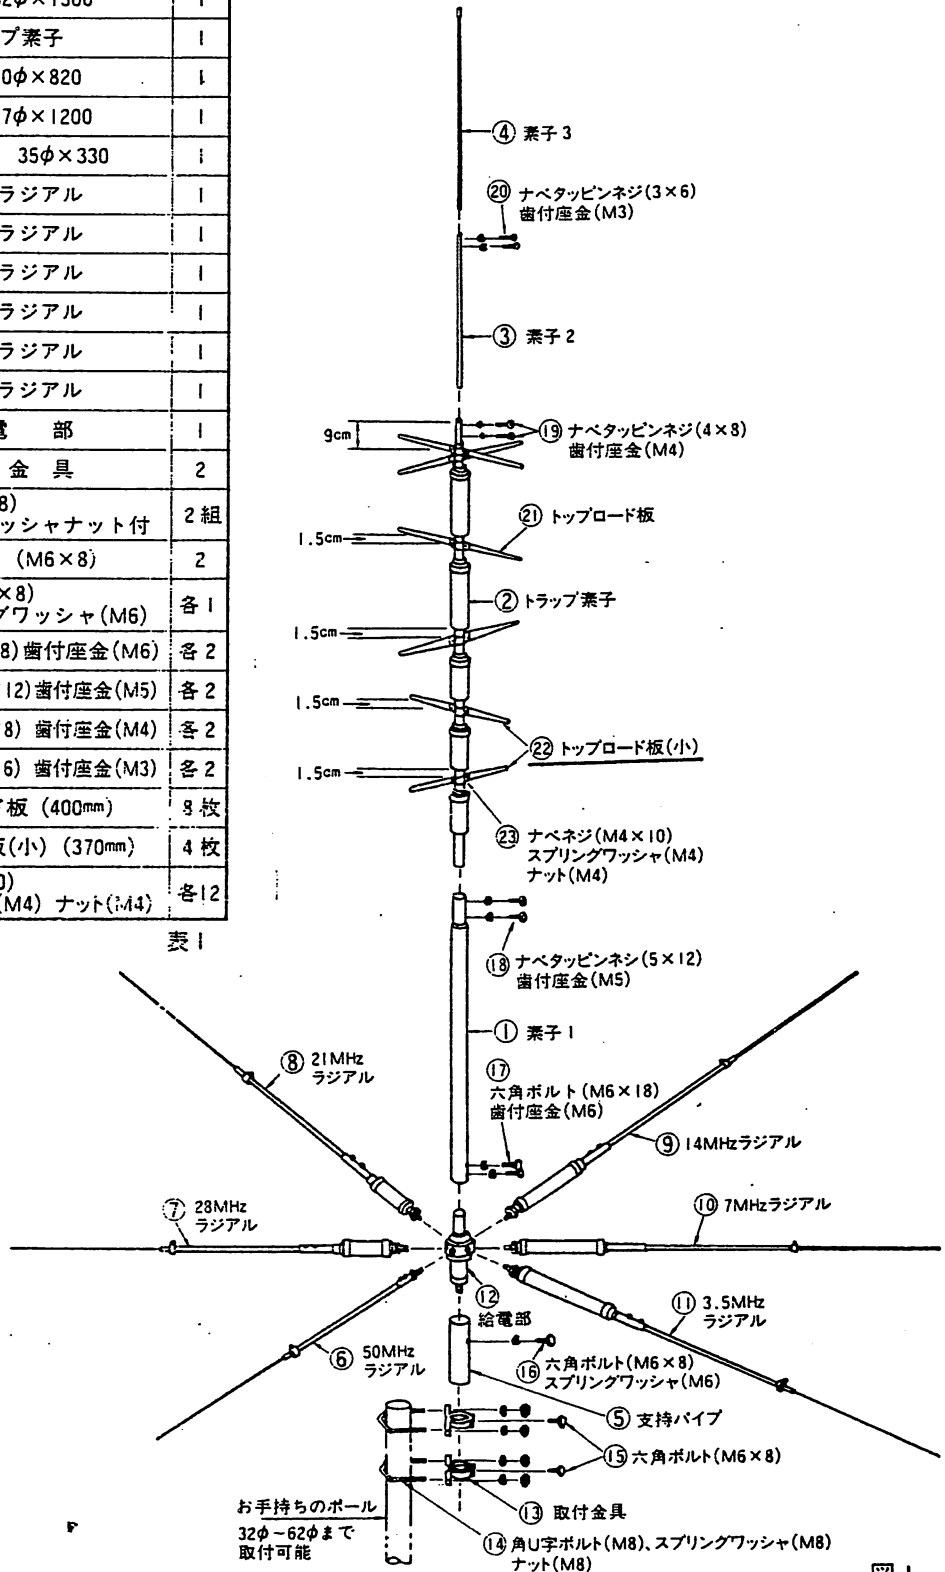 2φ×1500 1
プ素子 1
0φ×820 1
7φ×1200 1
35φ×330 1
ラジアル 1
ラジアル 1
ラジアル 1
ラジアル 1
ラジアル 1
ラジアル 1
電 部 1
金 具 2
8)
ッシャナット付 2組
(M6×8) 2
×8)
グワッシャ(M6) 各1
8)歯付座金(M6) 各2
12)歯付座金(M5) 各2
8) 歯付座金(M4) 各2
6) 歯付座金(M3) 各2
板 (400mm) 8枚
(小) (370mm) 4枚
0)
(M4) ナット(M4) 各12
表1
④ 素子3
⑳ ナベタッピンネジ(3×6)
歯付座金(M3)
③ 素子2
9cm
⑲ ナベタッピンネジ(4×8)
歯付座金(M4)
㉑ トップロード板
1.5cm
② トラップ素子
1.5cm
1.5cm
㉒ トップロード板(小)
1.5cm
㉓ ナベネジ(M4×10)
スプリングワッシャ(M4)
ナット(M4)
⑱ ナベタッピンネシ(5×12)
歯付座金(M5)
① 素子1
⑧ 21MHz
ラジアル
⑰
六角ボルト(M6×18)
歯付座金(M6)
⑨ 14MHzラジアル
⑦ 28MHz
ラジアル
⑩ 7MHzラジアル
⑫
給電部
⑪ 3.5MHz
ラジアル
⑥ 50MHz
ラジアル
⑯ 六角ボルト(M6×8)
スプリングワッシャ(M6)
⑤ 支持パイプ
⑮ 六角ボルト(M6×8)
お手持ちのポール
32φ~62φまで
取付可能
⑬ 取付金具
⑭ 角U字ボルト(M8)、スプリングワッシャ(M8)
ナット(M8)